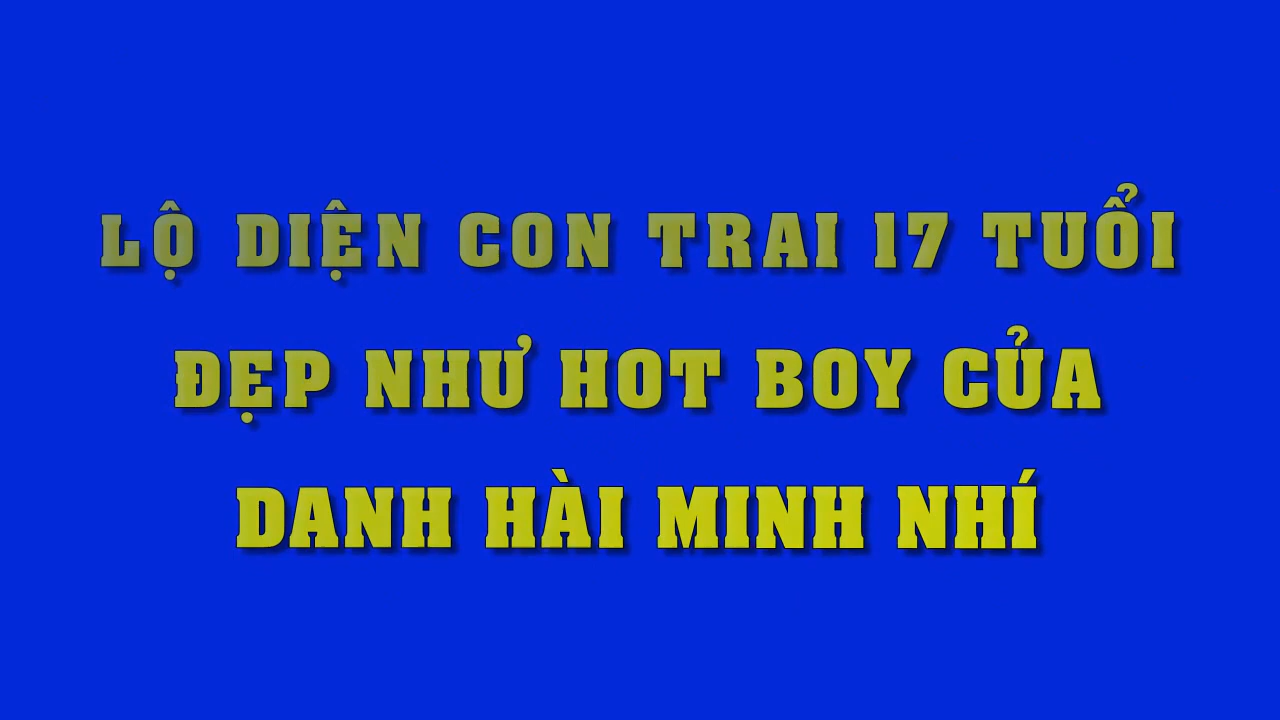 LỘ DIỆN CON TRAI 17 TUỔI
ĐẸP NHƯ HOT BOY CỦA
DANH HÀI MINH NHÍ